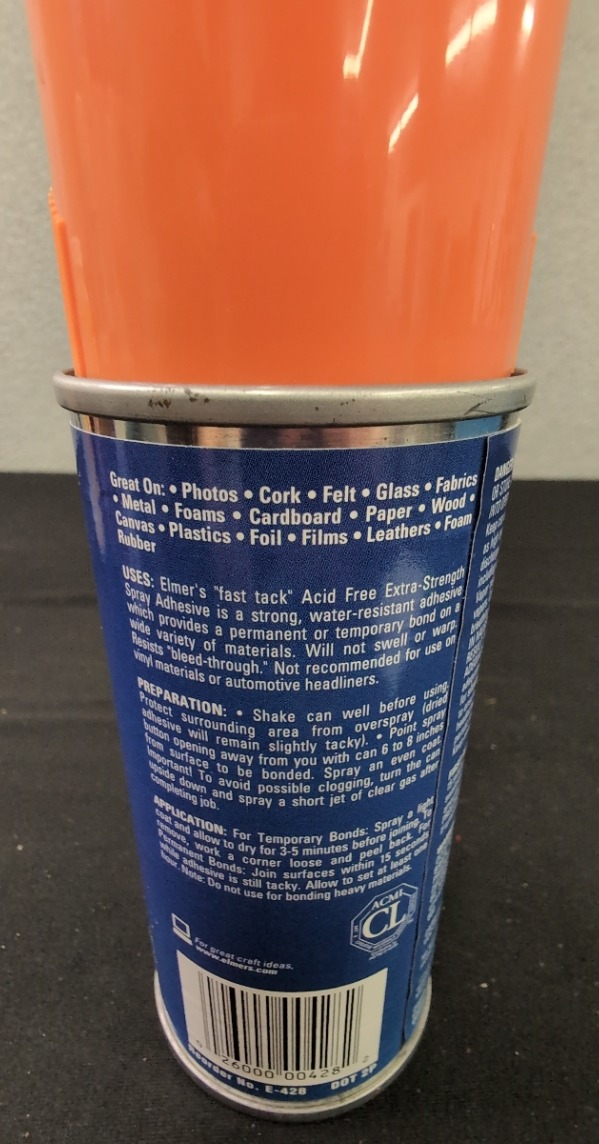 Great On: • Photos • Cork • Felt • Glass • Fabrics
• Metal • Foams • Cardboard • Paper • Wood •
Canvas • Plastics • Foil • Films • Leathers • Foam
Rubber
USES: Elmer's "fast tack" Acid Free Extra-Strength
Spray Adhesive is a strong, water-resistant adhesive
which provides a permanent or temporary bond on a
wide variety of materials. Will not swell or warp.
Resists "bleed-through." Not recommended for use on
vinyl materials or automotive headliners.
PREPARATION: • Shake can well before using.
Protect surrounding area from overspray (dried
adhesive will remain slightly tacky). • Point spray
button opening away from you with can 6 to 8 inches
from surface to be bonded. Spray an even coat.
Important! To avoid possible clogging, turn the can
upside down and spray a short jet of clear gas after
completing job.
APPLICATION: For Temporary Bonds: Spray a light
coat and allow to dry for 3-5 minutes before joining. To
remove, work a corner loose and peel back. For
Permanent Bonds: Join surfaces within 15 seconds
while adhesive is still tacky. Allow to set at least one
hour. Note: Do not use for bonding heavy materials.
ACMI
CL
For great craft ideas,
www.elmers.com
0 26000 00428 2
Reorder No. E-428 DOT 2P
DANGER